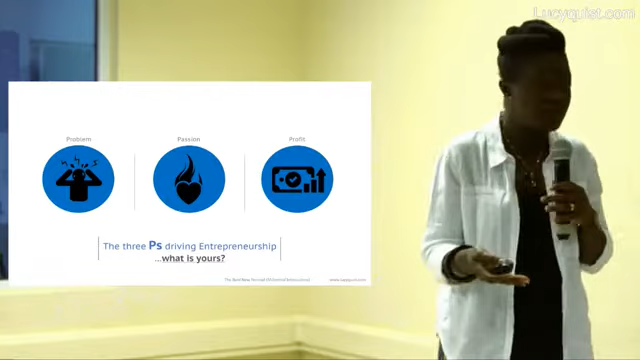 Lucyquist.com
Problem
Passion
Profit
The three Ps driving Entrepreneurship
...what is yours?